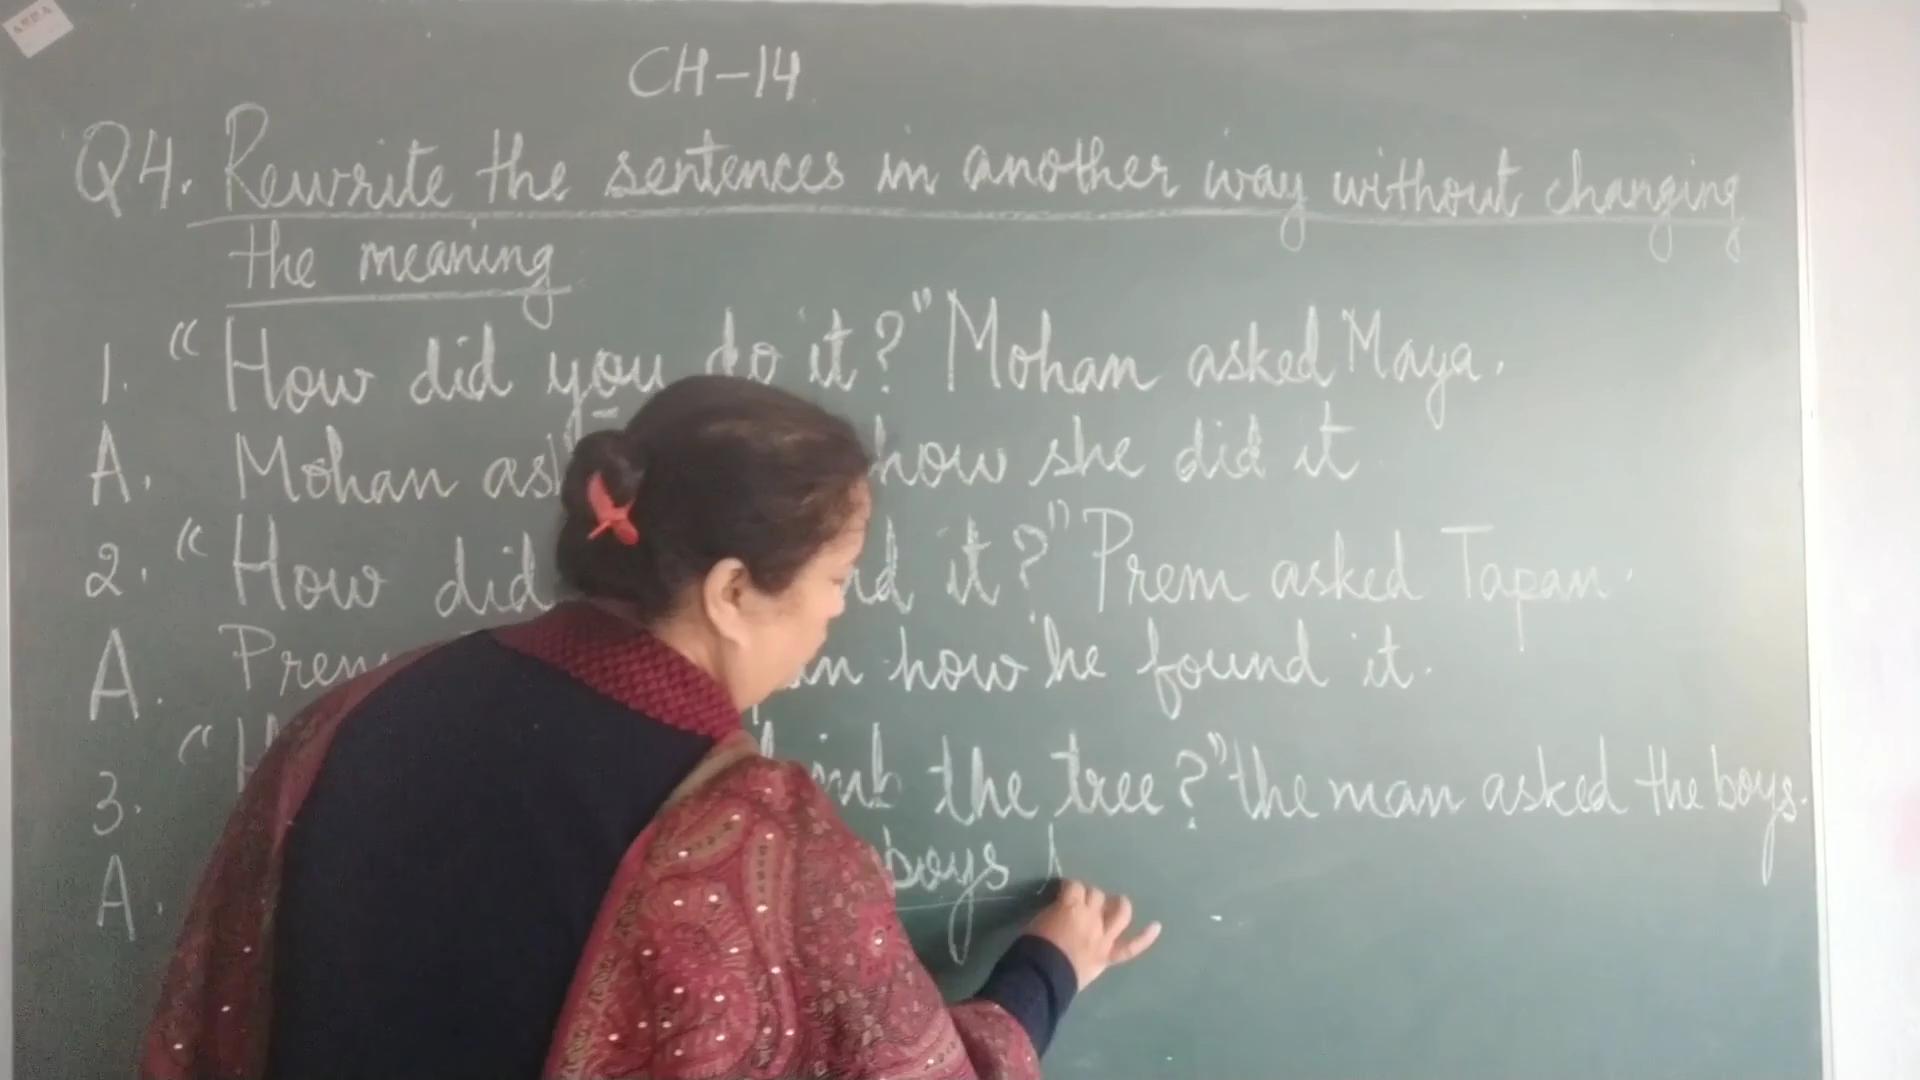 CH-14
Q4. Rewrite the sentences in another way without changing
the meaning
1. "How did you do it?" Mohan asked Maya.
A. Mohan how she did it
2. "How did it?" Prem asked Tapan.
A. Prem how he found it.
3. " the tree?" the man asked the boys.
A. boys